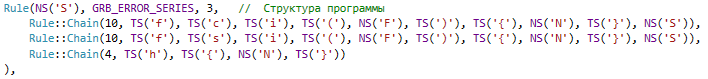 Rule(NS('S'), GRB_ERROR_SERIES, 3,   // Структура программы
Rule::Chain(10, TS('f'), TS('c'), TS('i'), TS('('), NS('F'), TS(')'), TS('{'), NS('N'), TS('}'), NS('S')),
Rule::Chain(10, TS('f'), TS('s'), TS('i'), TS('('), NS('F'), TS(')'), TS('{'), NS('N'), TS('}'), NS('S')),
Rule::Chain(4, TS('h'), TS('{'), NS('N'), TS('}'))
),